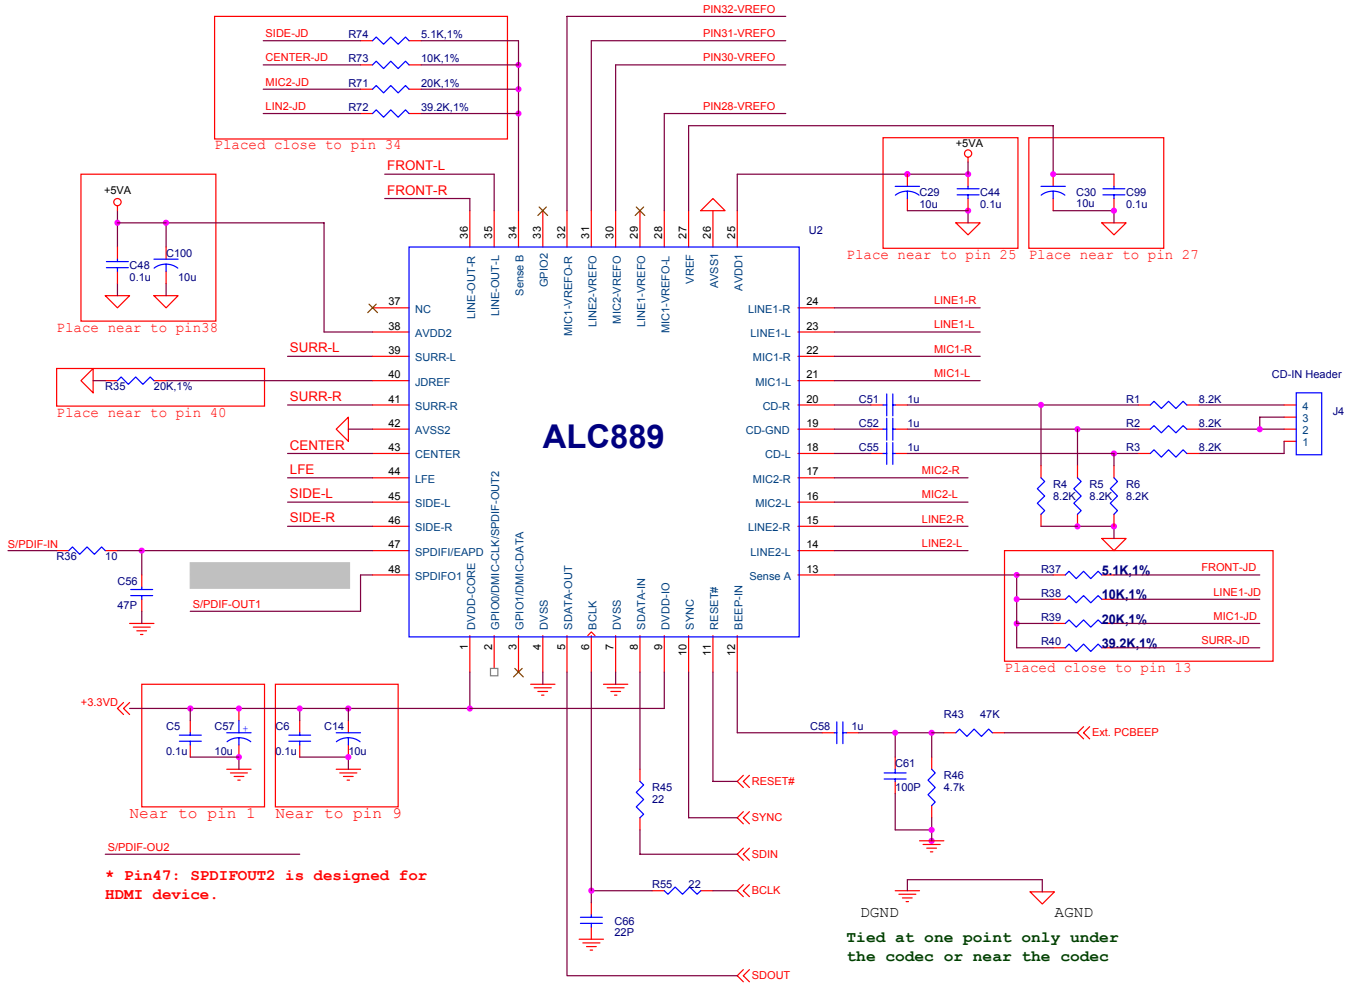 PIN32-VREFO
PIN31-VREFO
PIN30-VREFO
PIN28-VREFO
SIDE-JD R74 5.1K,1%
CENTER-JD R73 10K,1%
MIC2-JD R71 20K,1%
LIN2-JD R72 39.2K,1%
Placed close to pin 34
FRONT-L
FRONT-R
+5VA
C48 0.1u
C100 10u
Place near to pin38
+5VA
C29 10u
C44 0.1u
Place near to pin 25
C30 10u
C99 0.1u
Place near to pin 27
U2
36 LINE-OUT-R
35 LINE-OUT-L
34 Sense B
33 GPIO2
32 MIC1-VREFO-R
31 LINE2-VREFO
30 MIC2-VREFO
29 LINE1-VREFO
28 MIC1-VREFO-L
27 VREF
26 AVSS1
25 AVDD1
37 NC
38 AVDD2
SURR-L 39 SURR-L
R35 20K,1% 40 JDREF
Place near to pin 40
SURR-R 41 SURR-R
42 AVSS2
CENTER 43 CENTER
LFE 44 LFE
SIDE-L 45 SIDE-L
SIDE-R 46 SIDE-R
S/PDIF-IN R36 10 47 SPDIFI/EAPD
C56 47P
48 SPDIFO1
S/PDIF-OUT1
ALC889
LINE1-R 24 LINE1-R
LINE1-L 23 LINE1-L
MIC1-R 22 MIC1-R
MIC1-L 21 MIC1-L
CD-R 20 C51 1u R1 8.2K
CD-GND 19 C52 1u R2 8.2K
CD-L 18 C55 1u R3 8.2K
CD-IN Header
J4
4
3
2
1
MIC2-R 17 MIC2-R
MIC2-L 16 MIC2-L
LINE2-R 15 LINE2-R
LINE2-L 14 LINE2-L
Sense A 13
R4 8.2K
R5 8.2K
R6 8.2K
R37 5.1K,1% FRONT-JD
R38 10K,1% LINE1-JD
R39 20K,1% MIC1-JD
R40 39.2K,1% SURR-JD
Placed close to pin 13
DVDD-CORE 1
GPIO0/DMIC-CLK/SPDIF-OUT2 2
GPIO1/DMIC-DATA 3
DVSS 4
SDATA-OUT 5
BCLK 6
DVSS 7
SDATA-IN 8
DVDD-IO 9
SYNC 10
RESET# 11
BEEP-IN 12
+3.3VD
C5 0.1u
C57 + 10u
Near to pin 1
C6 0.1u
C14 10u
Near to pin 9
C58 1u
R43 47K
Ext. PCBEEP
C61 100P
R46 4.7k
RESET#
R45 22
SYNC
SDIN
R55 22 BCLK
C66 22P
SDOUT
S/PDIF-OU2
* Pin47: SPDIFOUT2 is designed for
HDMI device.
DGND
AGND
Tied at one point only under
the codec or near the codec